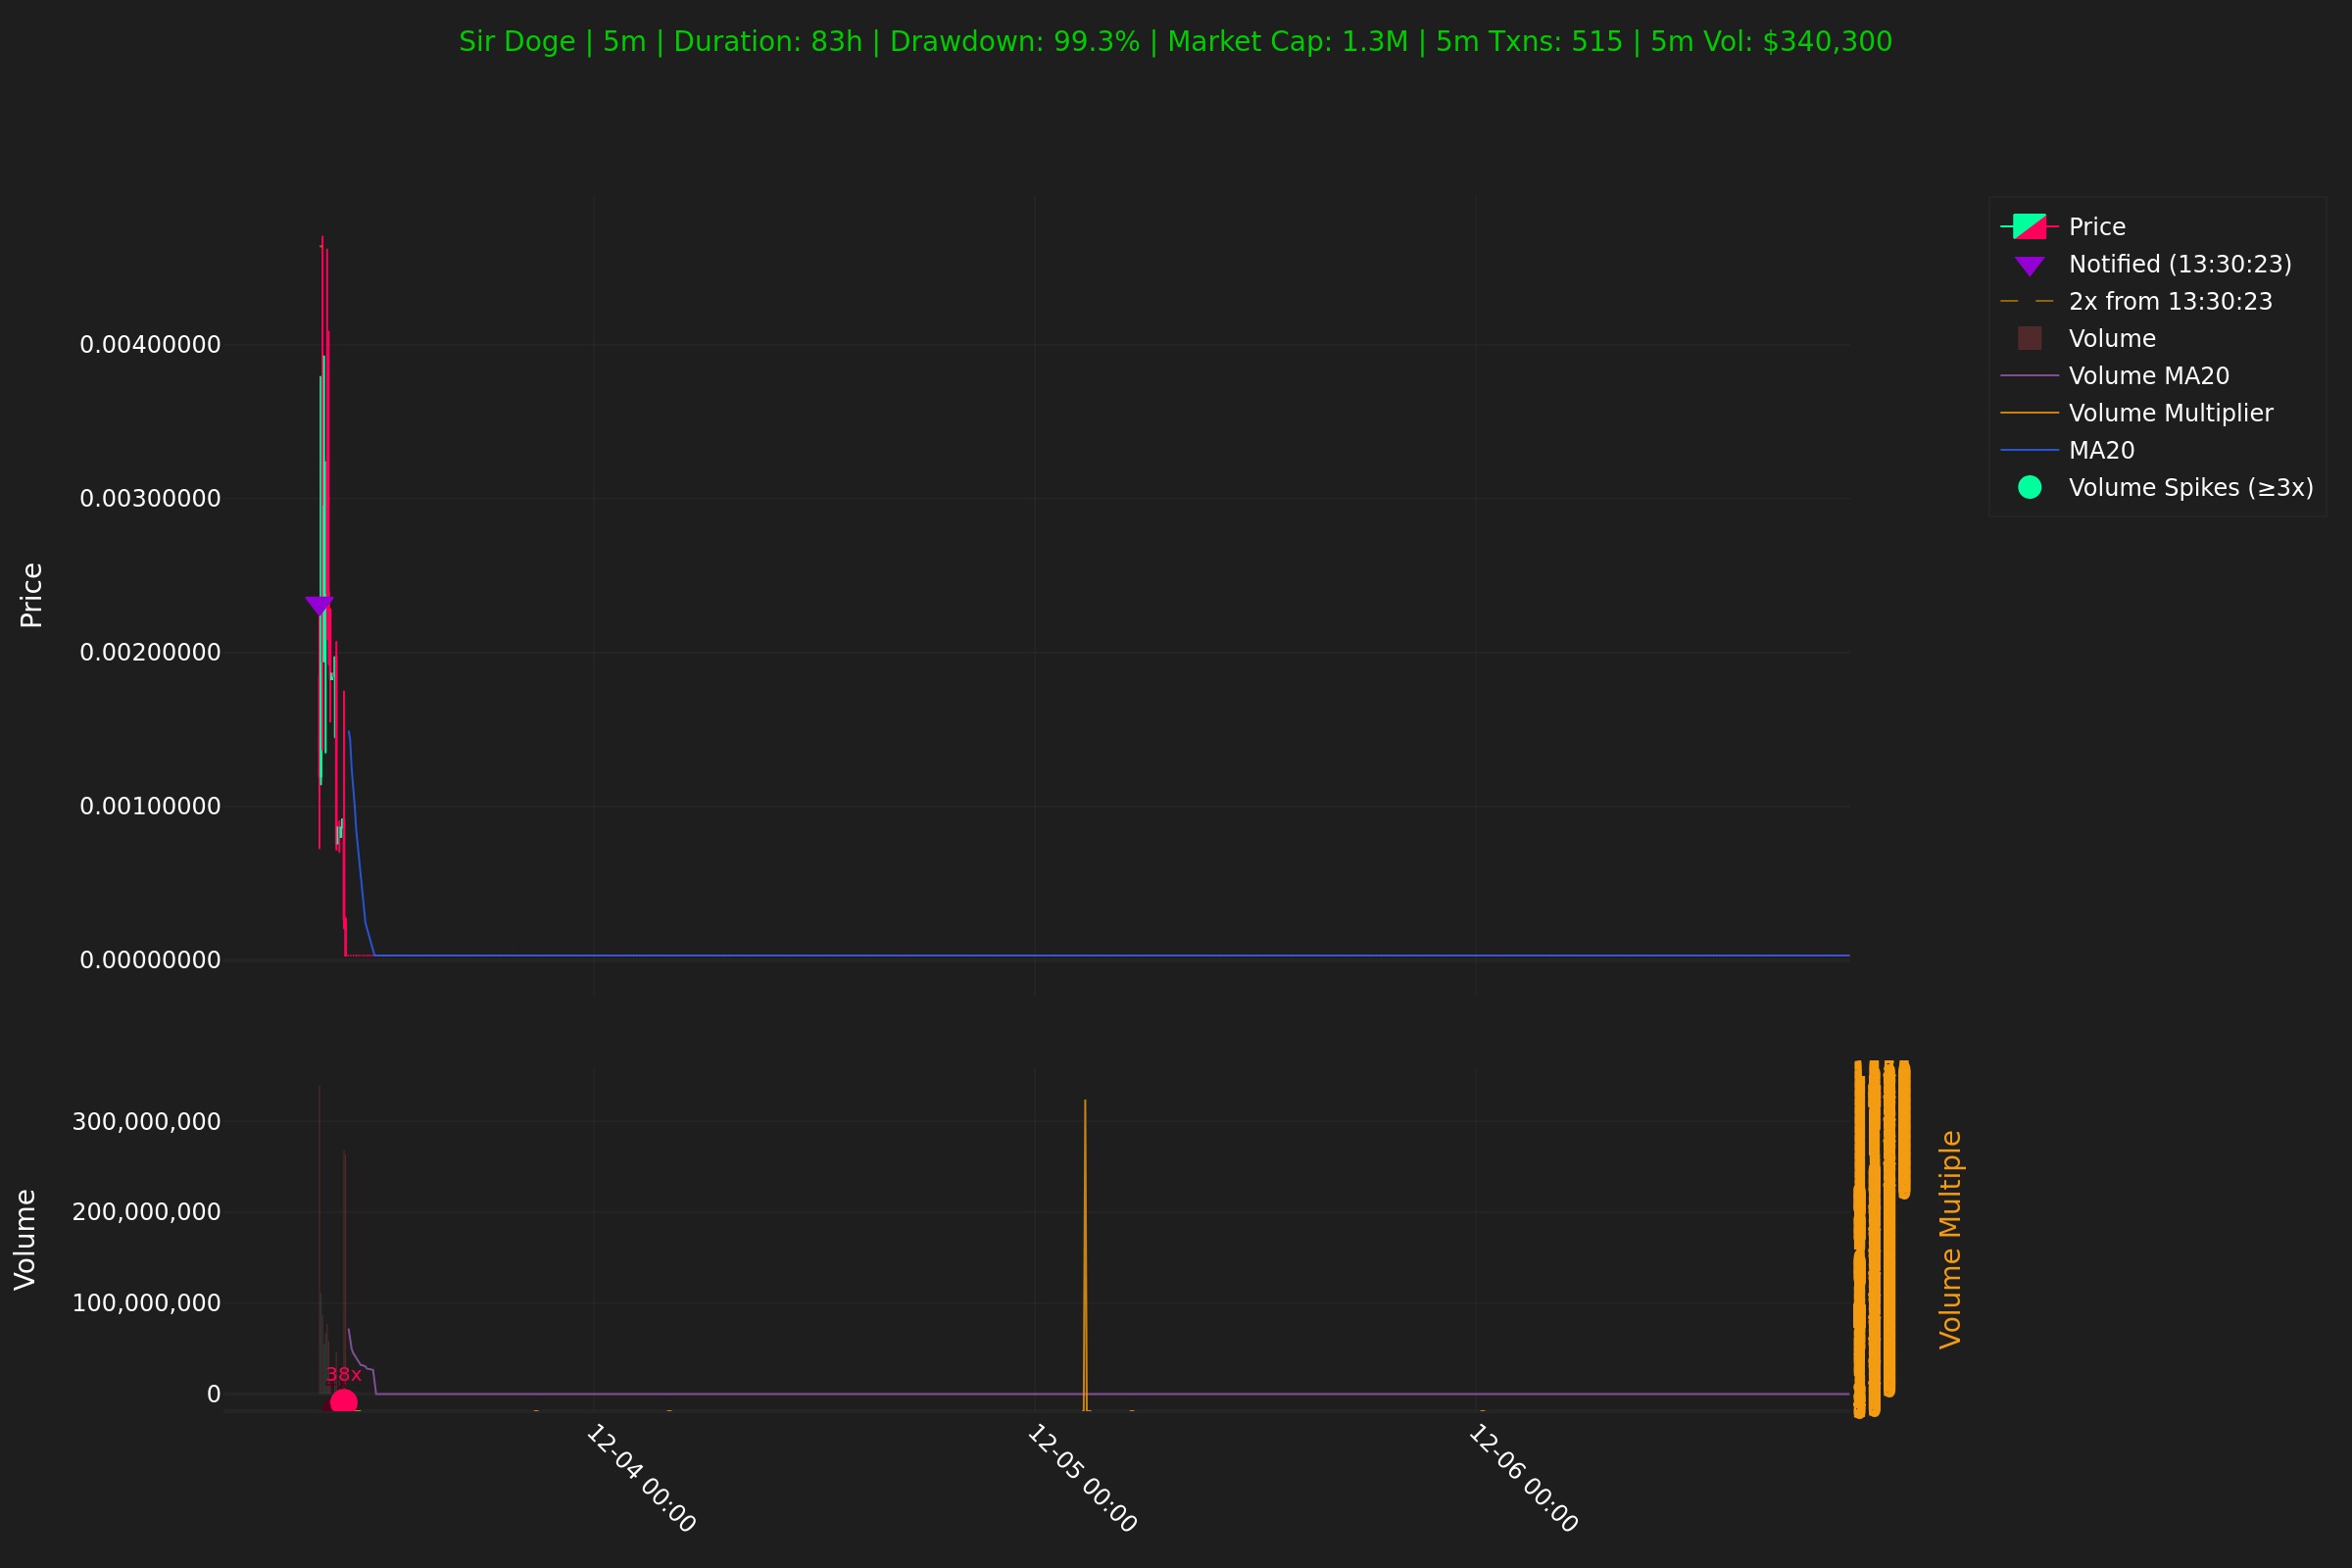 Sir Doge | 5m | Duration: 83h | Drawdown: 99.3% | Market Cap: 1.3M | 5m Txns: 515 | 5m Vol: $340,300
Price
0.00400000
0.00300000
0.00200000
0.00100000
0.00000000
Price
Notified (13:30:23)
2x from 13:30:23
Volume
Volume MA20
Volume Multiplier
MA20
Volume Spikes (≥3x)
Volume
300,000,000
200,000,000
100,000,000
0
38x
Volume Multiple
12-04 00:00
12-05 00:00
12-06 00:00